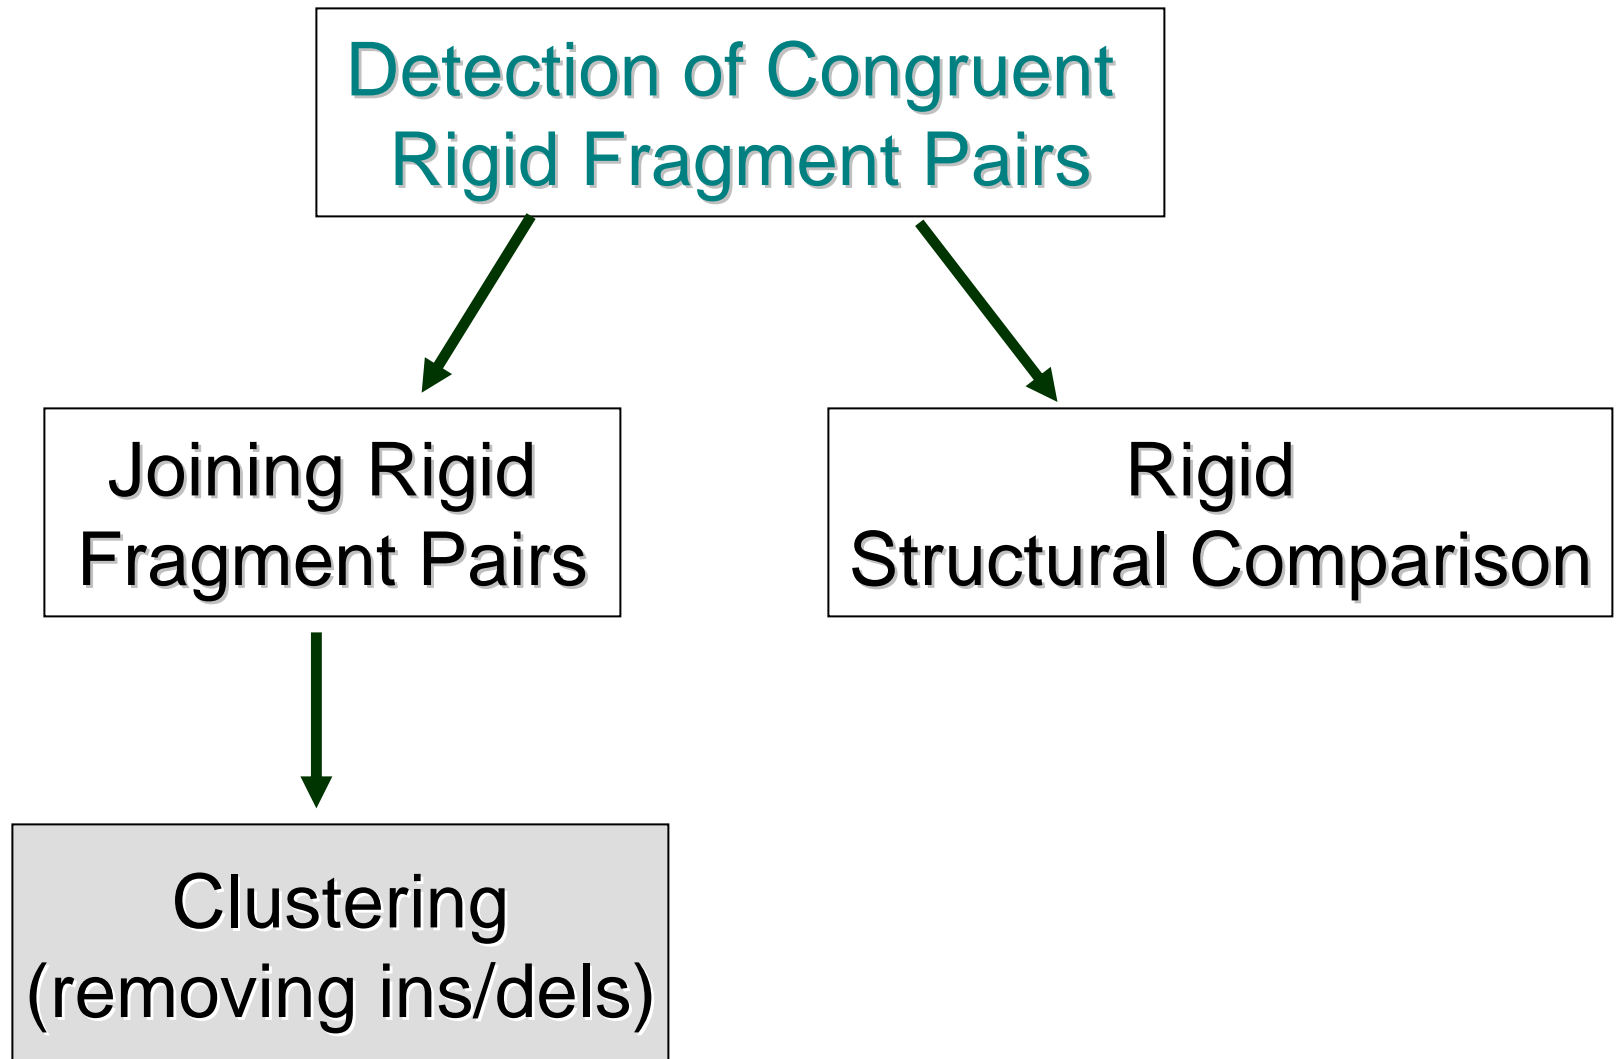 Detection of Congruent
Rigid Fragment Pairs
Joining Rigid
Fragment Pairs
Rigid
Structural Comparison
Clustering
(removing ins/dels)